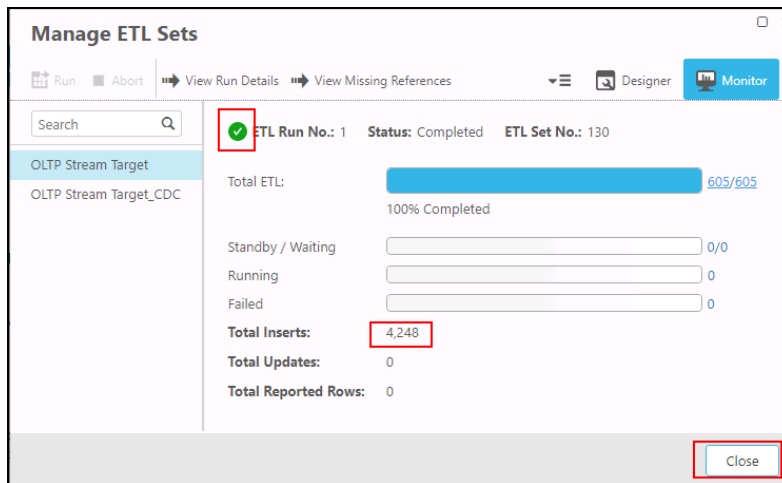 Manage ETL Sets
Run Abort View Run Details View Missing References Designer Monitor
Search
OLTP Stream Target
OLTP Stream Target_CDC
ETL Run No.: 1 Status: Completed ETL Set No.: 130
Total ETL: 605/605
100% Completed
Standby / Waiting 0/0
Running 0
Failed 0
Total Inserts: 4,248
Total Updates: 0
Total Reported Rows: 0
Close